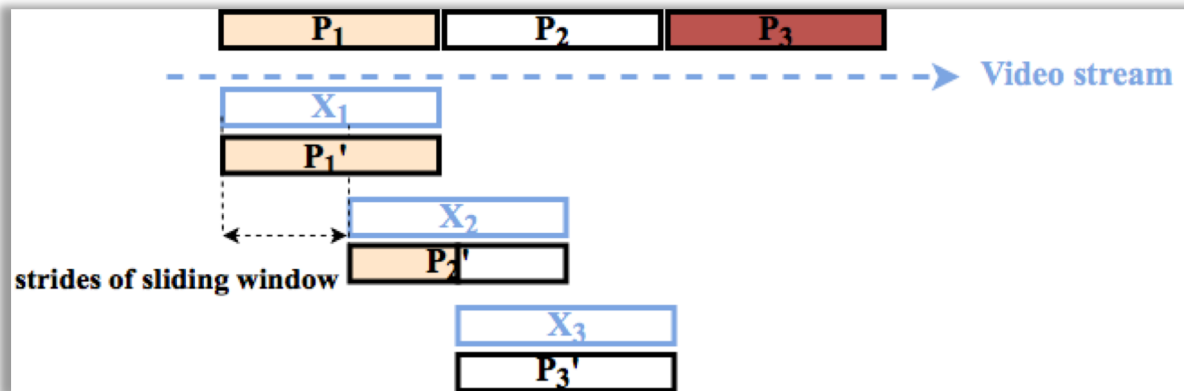 P₁ P₂ P₃
Video stream
X₁
P₁'
X₂
P₂'
strides of sliding window
X₃
P₃'